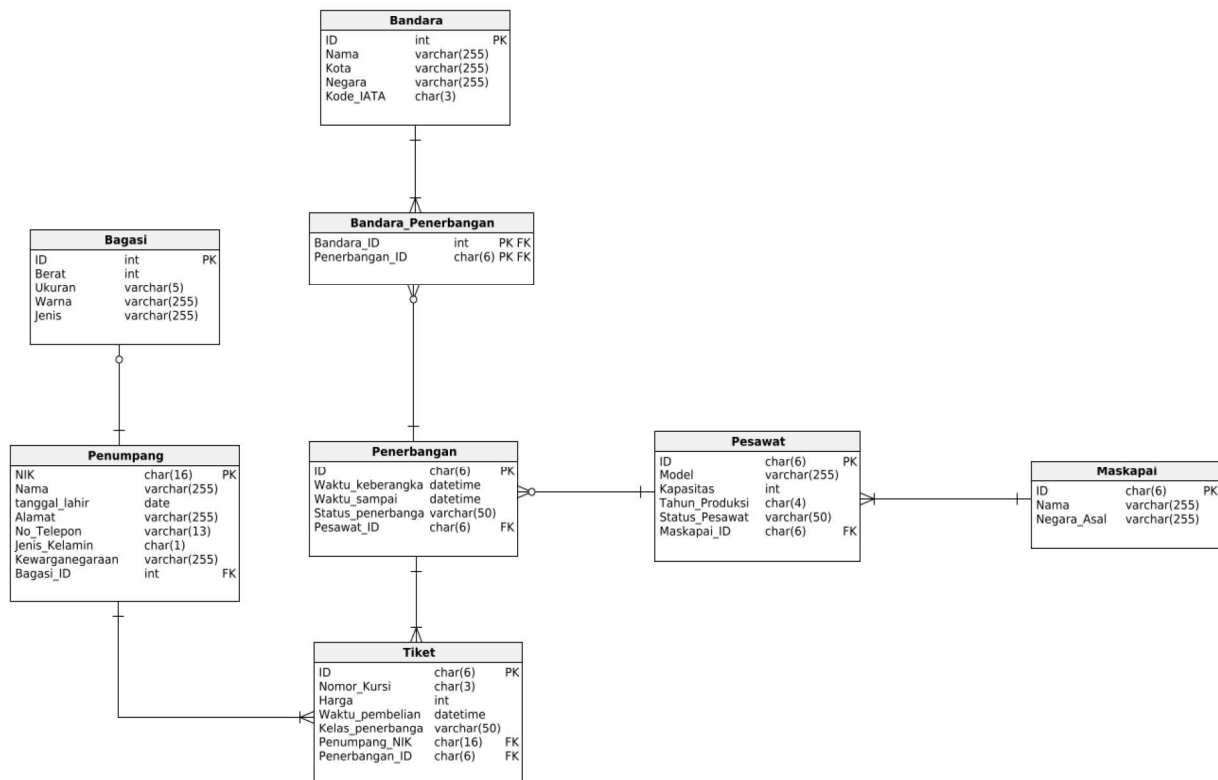 Bandara
ID int PK
Nama varchar(255)
Kota varchar(255)
Negara varchar(255)
Kode_IATA char(3)
Bandara_Penerbangan
Bandara_ID int PK FK
Penerbangan_ID char(6) PK FK
Bagasi
ID int PK
Berat int
Ukuran varchar(5)
Warna varchar(255)
Jenis varchar(255)
Penumpang
NIK char(16) PK
Nama varchar(255)
tanggal_lahir date
Alamat varchar(255)
No_Telepon varchar(13)
Jenis_Kelamin char(1)
Kewarganegaraan varchar(255)
Bagasi_ID int FK
Penerbangan
ID char(6) PK
Waktu_keberangka datetime
Waktu_sampai datetime
Status_penerbanga varchar(50)
Pesawat_ID char(6) FK
Pesawat
ID char(6) PK
Model varchar(255)
Kapasitas int
Tahun_Produksi char(4)
Status_Pesawat varchar(50)
Maskapai_ID char(6) FK
Maskapai
ID char(6) PK
Nama varchar(255)
Negara_Asal varchar(255)
Tiket
ID char(6) PK
Nomor_Kursi char(3)
Harga int
Waktu_pembelian datetime
Kelas_penerbanga varchar(50)
Penumpang_NIK char(16) FK
Penerbangan_ID char(6) FK